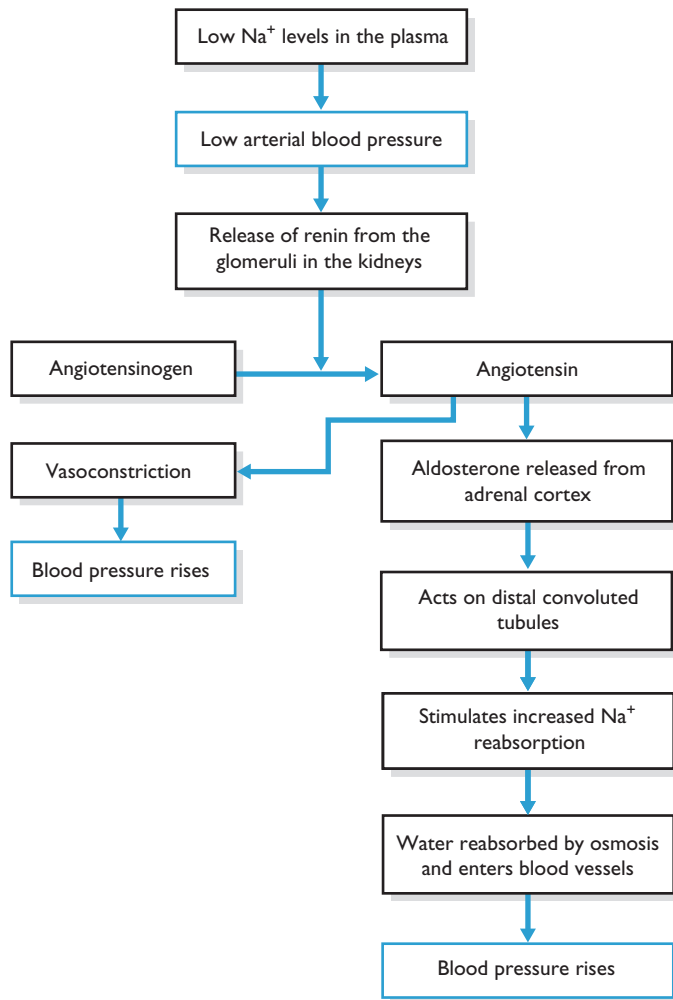 Low Na⁺ levels in the plasma
Low arterial blood pressure
Release of renin from the
glomeruli in the kidneys
Angiotensinogen
Angiotensin
Vasoconstriction
Blood pressure rises
Aldosterone released from
adrenal cortex
Acts on distal convoluted
tubules
Stimulates increased Na⁺
reabsorption
Water reabsorbed by osmosis
and enters blood vessels
Blood pressure rises